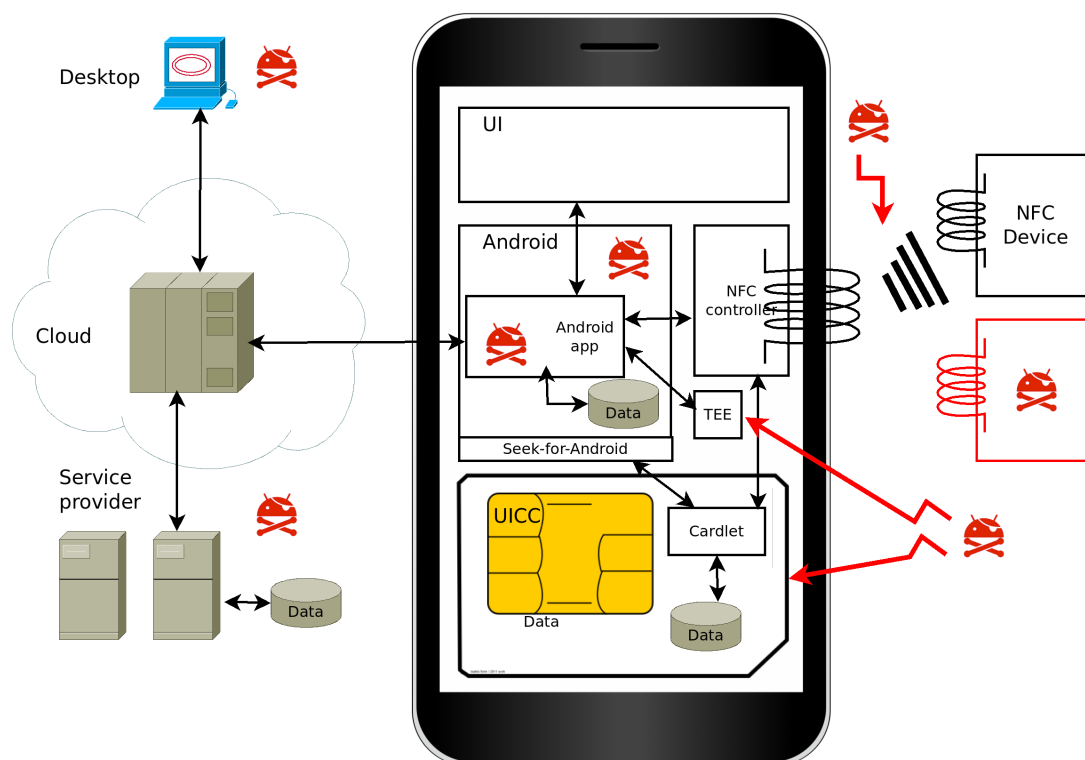 Desktop
UI
NFC
Device
Android
NFC
controller
Android
app
Cloud
Data
TEE
Seek-for-Android
Service
provider
UICC
Cardlet
Data
Data
Data